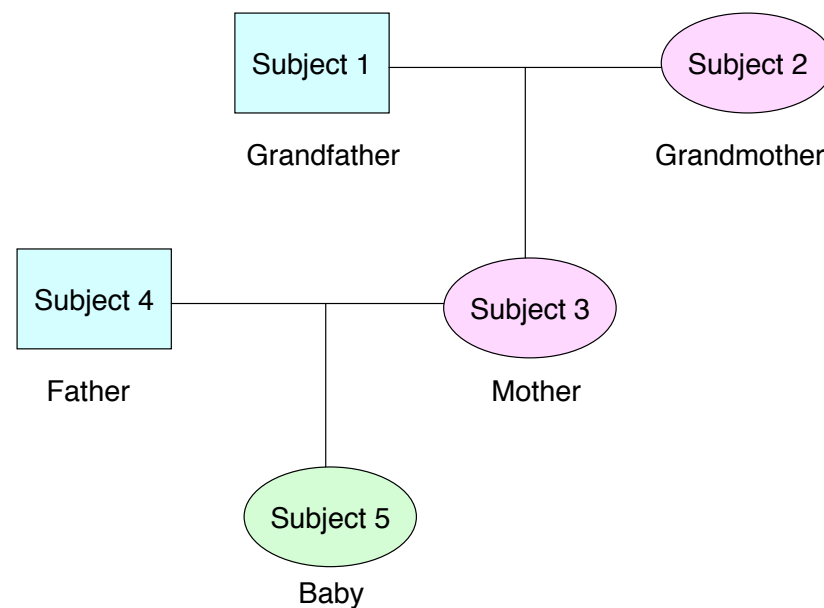 Subject 1
Subject 2
Grandfather
Grandmother
Subject 4
Subject 3
Father
Mother
Subject 5
Baby